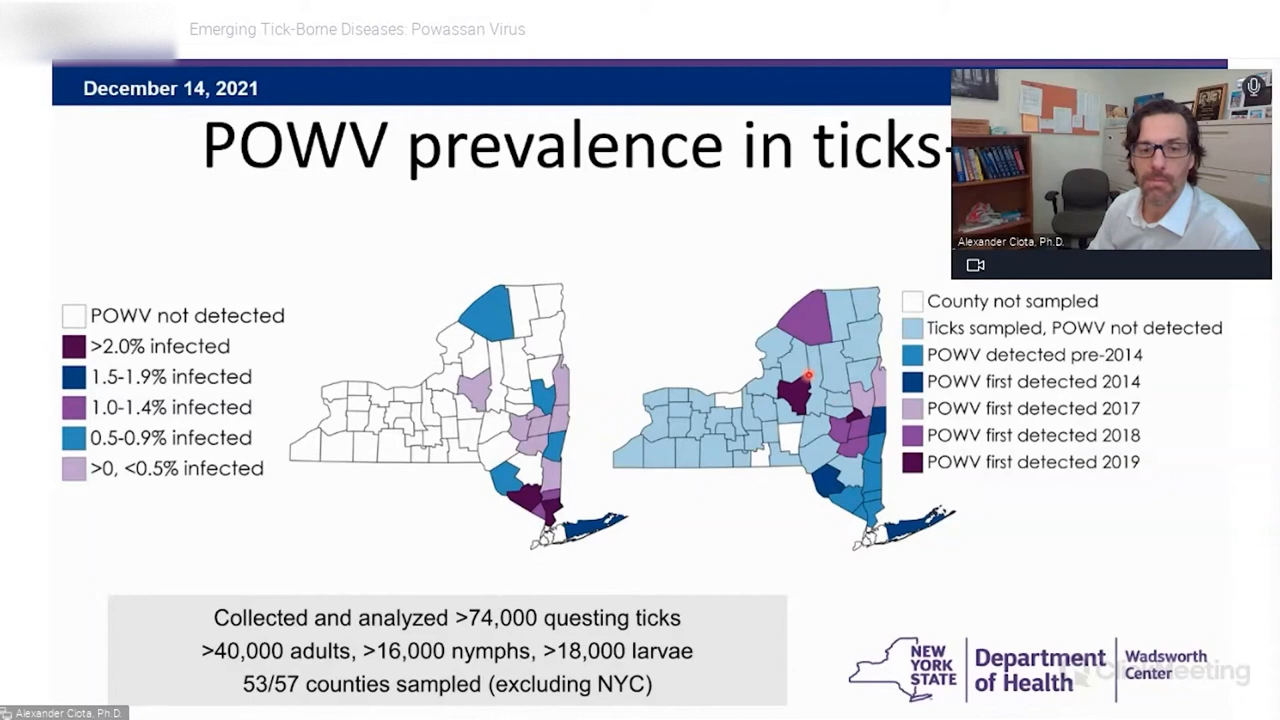 Emerging Tick-Borne Diseases: Powassan Virus
December 14, 2021
POWV prevalence in ticks-
Alexander Ciota, Ph.D.
POWV not detected
>2.0% infected
1.5-1.9% infected
1.0-1.4% infected
0.5-0.9% infected
>0, <0.5% infected
County not sampled
Ticks sampled, POWV not detected
POWV detected pre-2014
POWV first detected 2014
POWV first detected 2017
POWV first detected 2018
POWV first detected 2019
Collected and analyzed >74,000 questing ticks
>40,000 adults, >16,000 nymphs, >18,000 larvae
53/57 counties sampled (excluding NYC)
NEW
YORK
STATE
Department
of Health
Wadsworth
Center
ClickMeeting
Alexander Ciota, Ph.D.